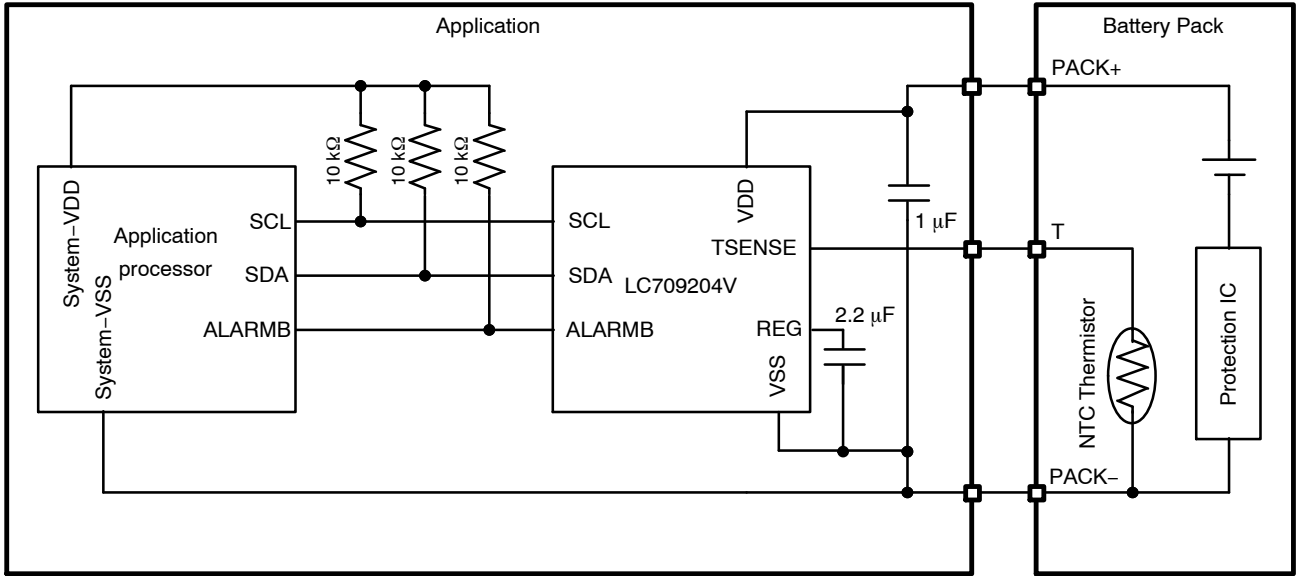 Application
Battery Pack
PACK+
10 kΩ
10 kΩ
10 kΩ
System−VDD
System−VSS
Application
processor
SCL
SDA
ALARMB
SCL
SDA
ALARMB
VDD
TSENSE
LC709204V
REG
VSS
1 μF
2.2 μF
T
NTC Thermistor
Protection IC
PACK−